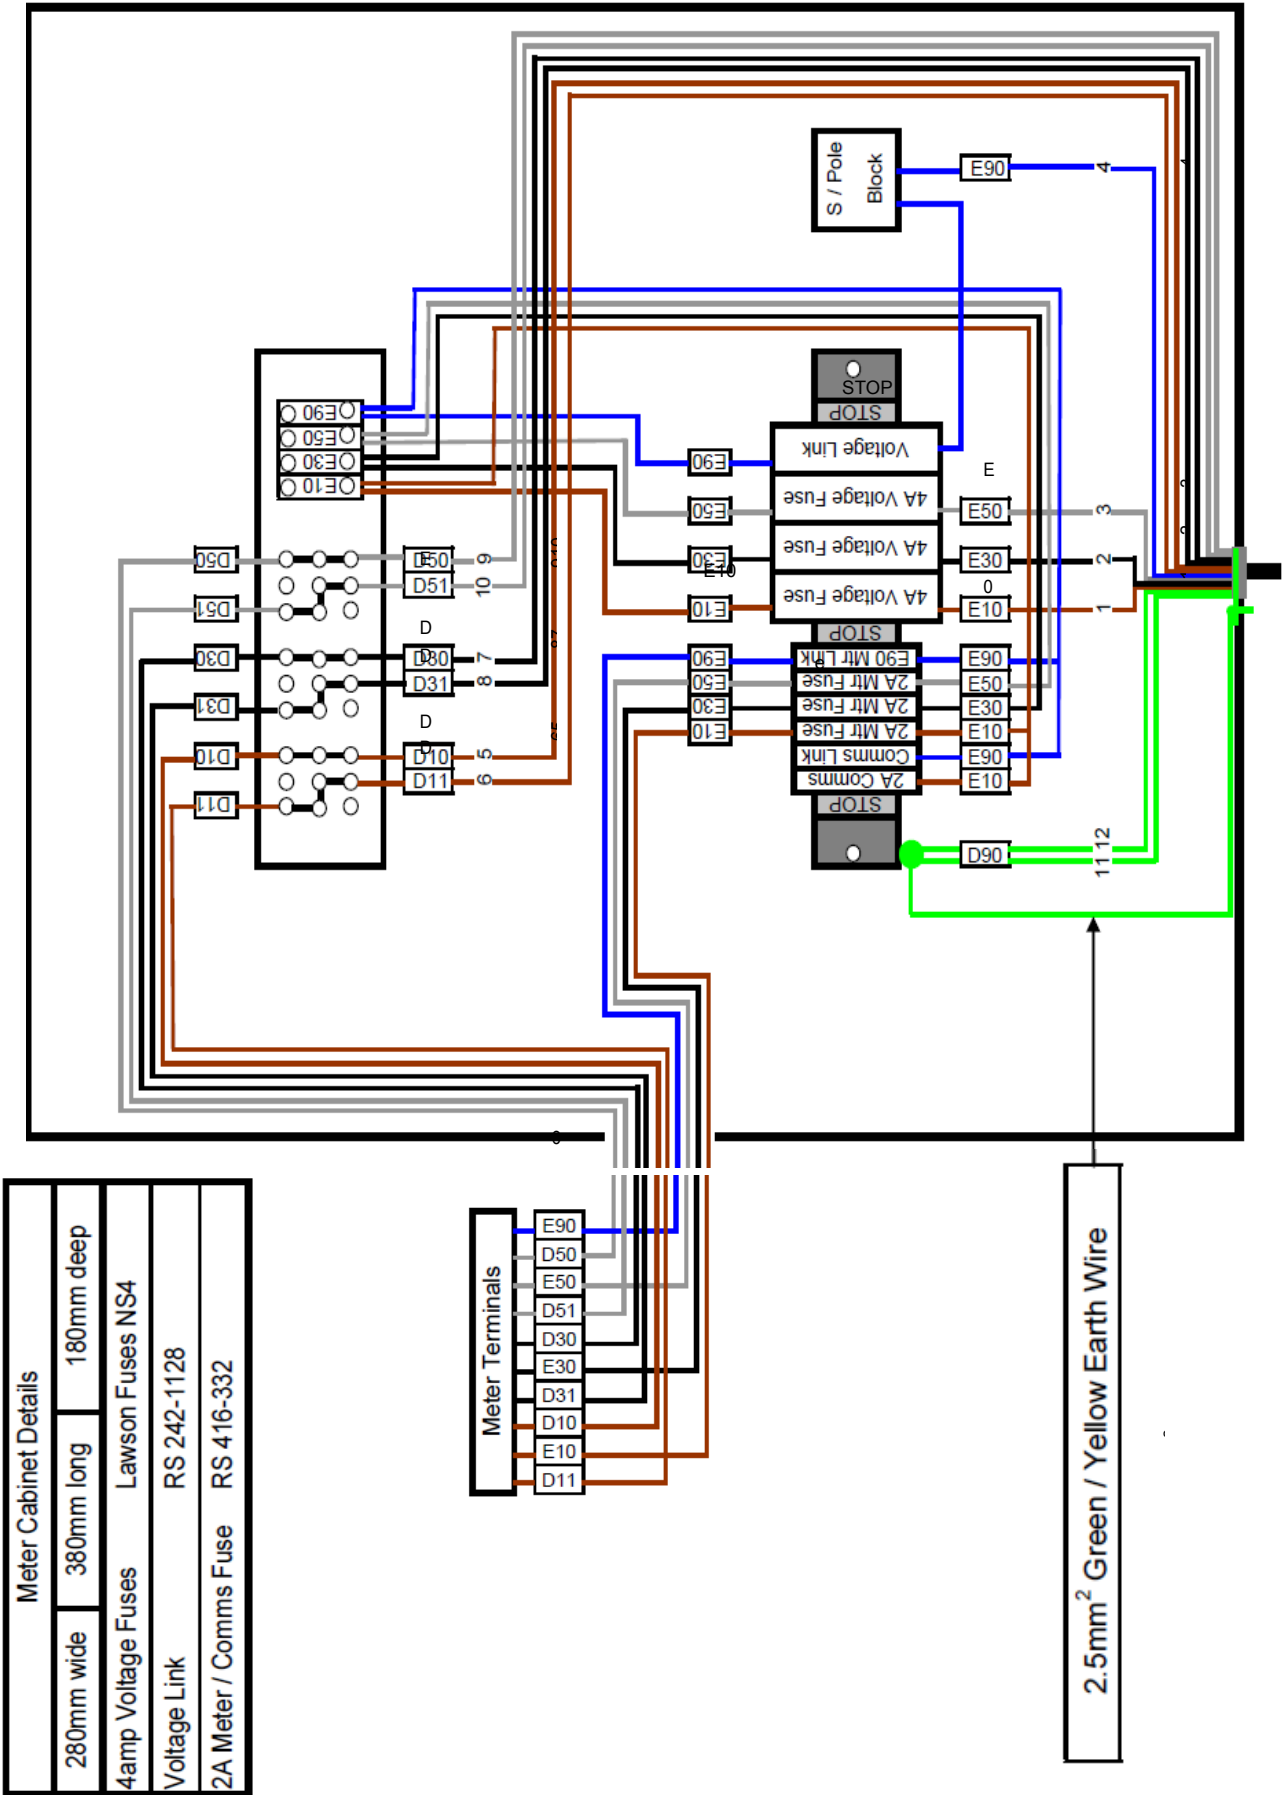 S / Pole
Block
E90
4
STOP
STOP
E90
E50
E30
E10
Voltage Link
4A Voltage Fuse
4A Voltage Fuse
4A Voltage Fuse
E90
E50
E30
E10
E10
E
E50
3
E30
2
0
E10
1
D50
D51
D30
D31
D10
D11
D50
E
9
D51
10
D
D30
D
7
D31
8
D
D10
D
5
D11
6
STOP
E90 Mtr Link
2A Mtr Fuse
2A Mtr Fuse
2A Mtr Fuse
Comms Link
2A Comms
STOP
E90
E50
E30
E10
E90
E50
E30
E10
E90
E10
D90
11 12
Meter Terminals
E90
D50
E50
D51
D30
E30
D31
D10
E10
D11
2.5mm² Green / Yellow Earth Wire
Meter Cabinet Details
280mm wide 380mm long 180mm deep
4amp Voltage Fuses Lawson Fuses NS4
Voltage Link RS 242-1128
2A Meter / Comms Fuse RS 416-332